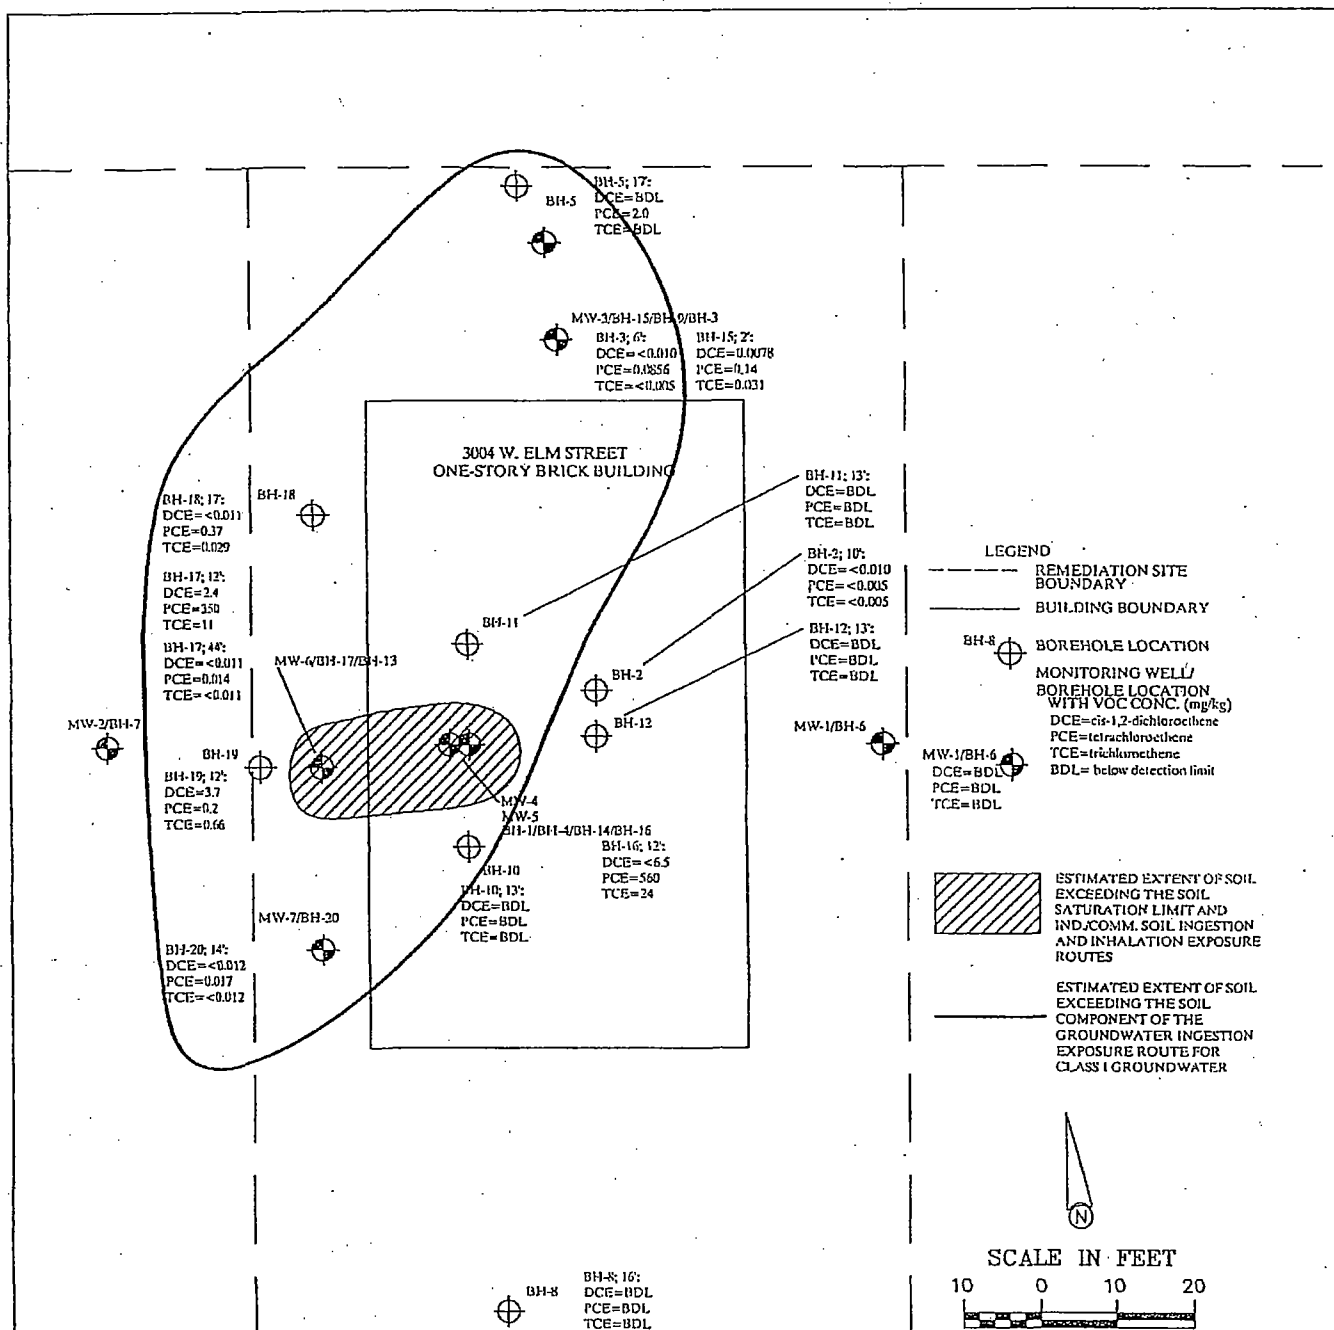 BH-5
BH-5; 17':
DCE=BDL
PCE=2.0
TCE=BDL
MW-3/BH-15/BH-9/BH-3
BH-3; 6':
DCE=<0.010
PCE=0.0856
TCE=<0.005
BH-15; 2':
DCE=0.0078
PCE=0.14
TCE=0.031
3004 W. ELM STREET
ONE-STORY BRICK BUILDING
BH-18; 17':
DCE=<0.011
PCE=0.37
TCE=0.029
BH-18
BH-17; 12':
DCE=2.4
PCE=350
TCE=11
BH-17; 44':
DCE=<0.011
PCE=0.014
TCE=<0.011
MW-6/BH-17/BH-13
BH-11
BH-11; 13':
DCE=BDL
PCE=BDL
TCE=BDL
BH-2; 10':
DCE=<0.010
PCE=<0.005
TCE=<0.005
BH-12; 13':
DCE=BDL
PCE=BDL
TCE=BDL
BH-2
BH-12
MW-2/BH-7
BH-19
BH-19; 12':
DCE=3.7
PCE=0.2
TCE=0.66
MW-4
MW-5
BH-1/BH-4/BH-14/BH-16
BH-16; 12':
DCE=<6.5
PCE=560
TCE=24
BH-10
BH-10; 13':
DCE=BDL
PCE=BDL
TCE=BDL
MW-7/BH-20
BH-20; 14':
DCE=<0.012
PCE=0.017
TCE=<0.012
MW-1/BH-6
BH-8
BH-8; 16':
DCE=BDL
PCE=BDL
TCE=BDL
LEGEND
REMEDIATION SITE
BOUNDARY
BUILDING BOUNDARY
BH-8
BOREHOLE LOCATION
MONITORING WELL/
BOREHOLE LOCATION
WITH VOC CONC. (mg/kg)
DCE=cis-1,2-dichloroethene
PCE=tetrachloroethene
TCE=trichloroethene
BDL= below detection limit
MW-1/BH-6
DCE=BDL
PCE=BDL
TCE=BDL
ESTIMATED EXTENT OF SOIL
EXCEEDING THE SOIL
SATURATION LIMIT AND
IND./COMM. SOIL INGESTION
AND INHALATION EXPOSURE
ROUTES
ESTIMATED EXTENT OF SOIL
EXCEEDING THE SOIL
COMPONENT OF THE
GROUNDWATER INGESTION
EXPOSURE ROUTE FOR
CLASS I GROUNDWATER
N
SCALE IN FEET
10 0 10 20